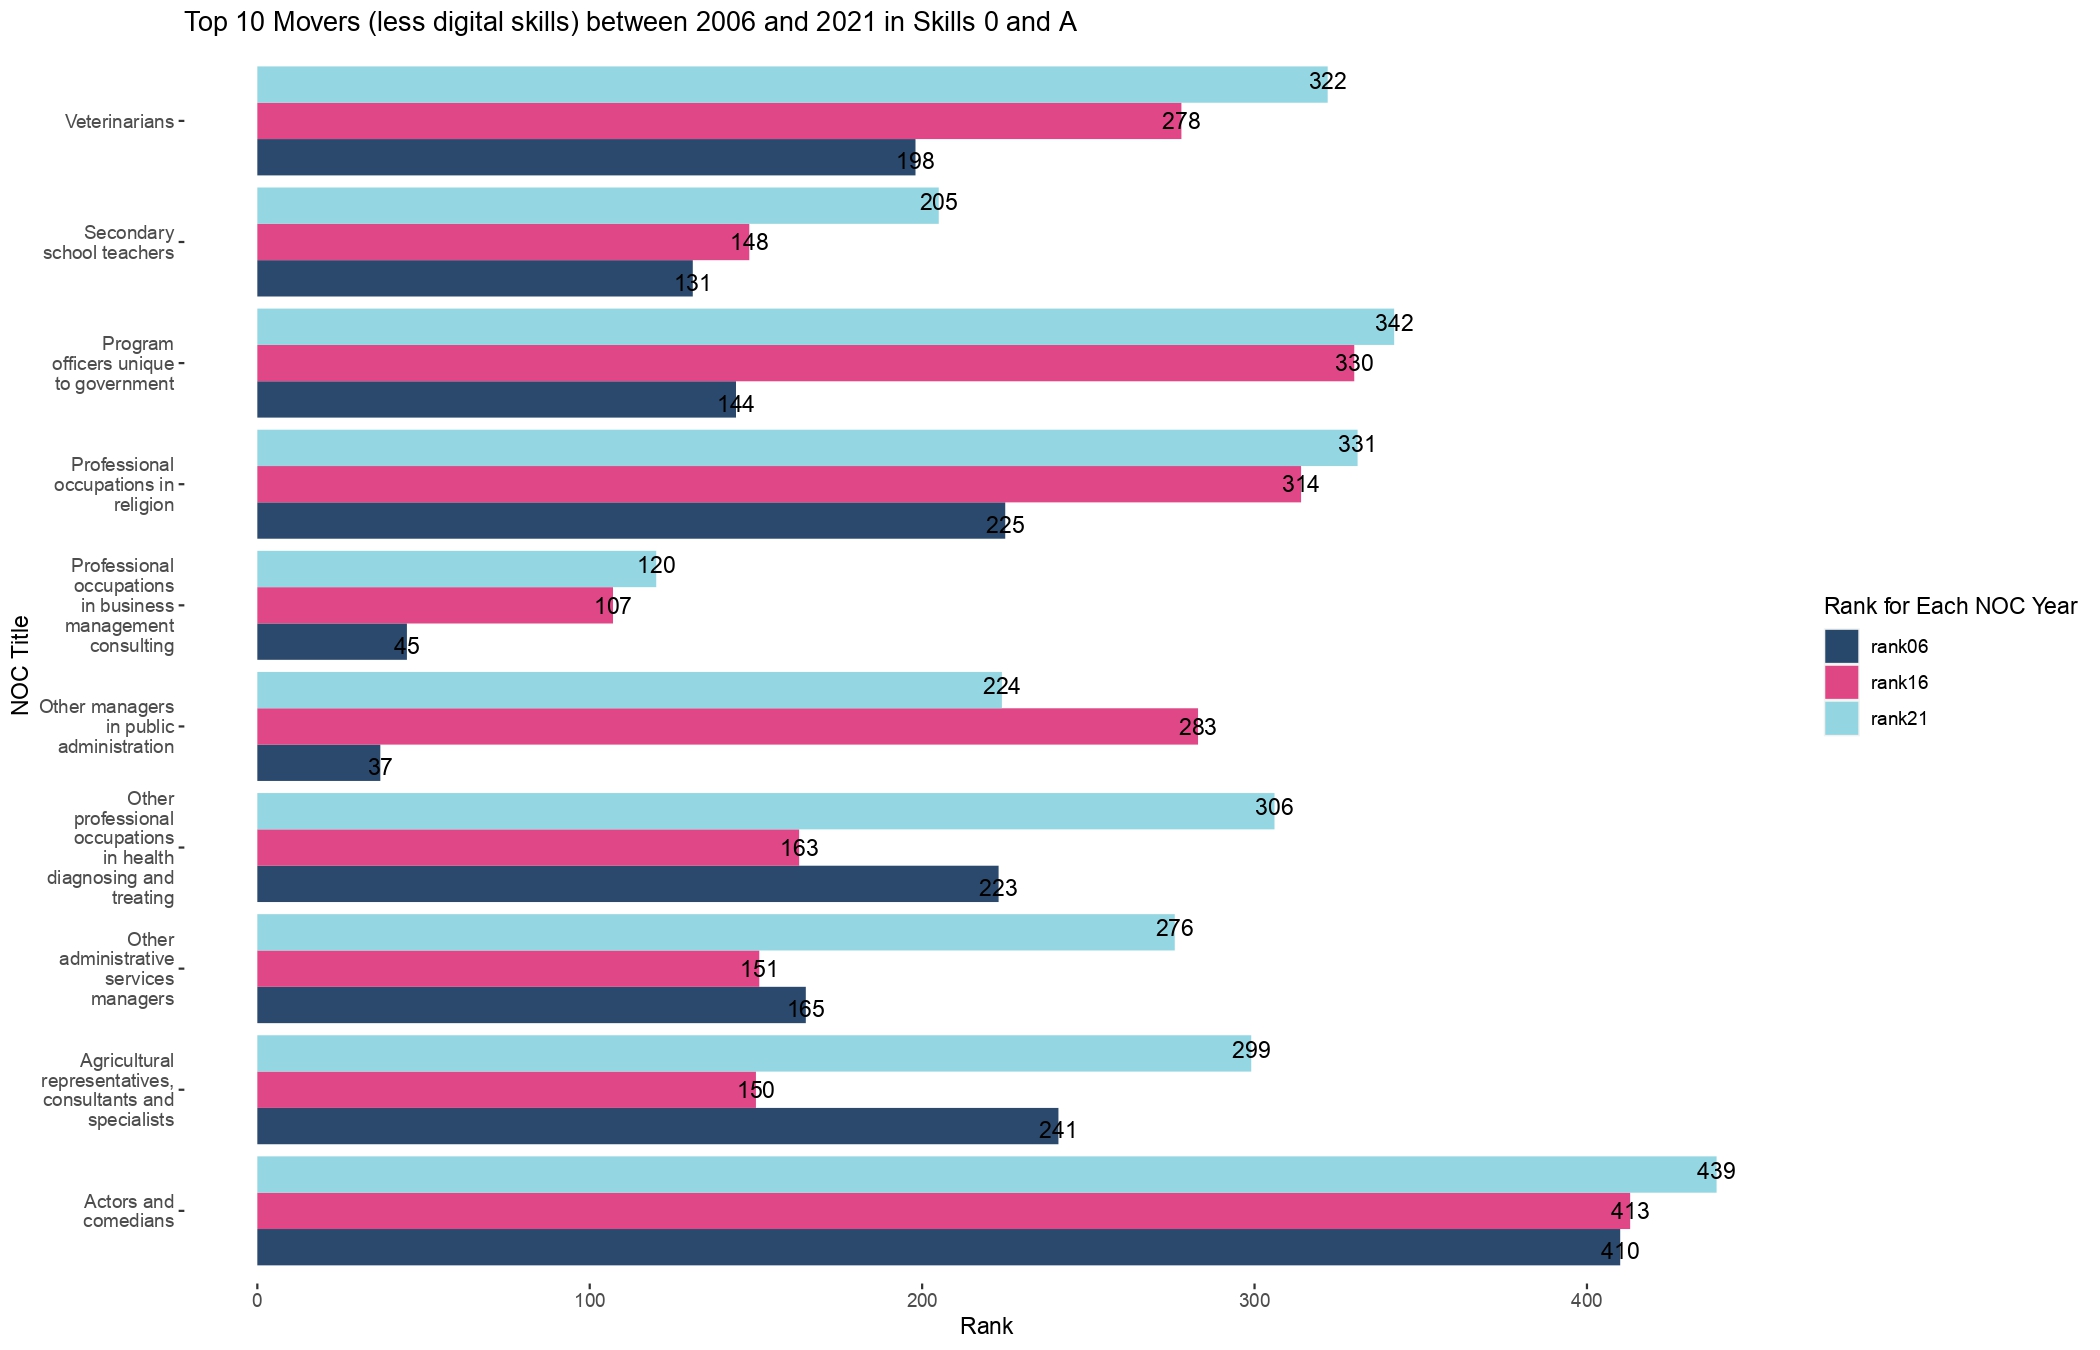 Top 10 Movers (less digital skills) between 2006 and 2021 in Skills 0 and A
NOC Title
Veterinarians
322
278
198
Secondary
school teachers
205
148
131
Program
officers unique
to government
342
330
144
Professional
occupations in
religion
331
314
225
Professional
occupations
in business
management
consulting
120
107
45
Other managers
in public
administration
224
283
37
Other
professional
occupations
in health
diagnosing and
treating
306
163
223
Other
administrative
services
managers
276
151
165
Agricultural
representatives,
consultants and
specialists
299
150
241
Actors and
comedians
439
413
410
0 100 200 300 400
Rank
Rank for Each NOC Year
rank06
rank16
rank21